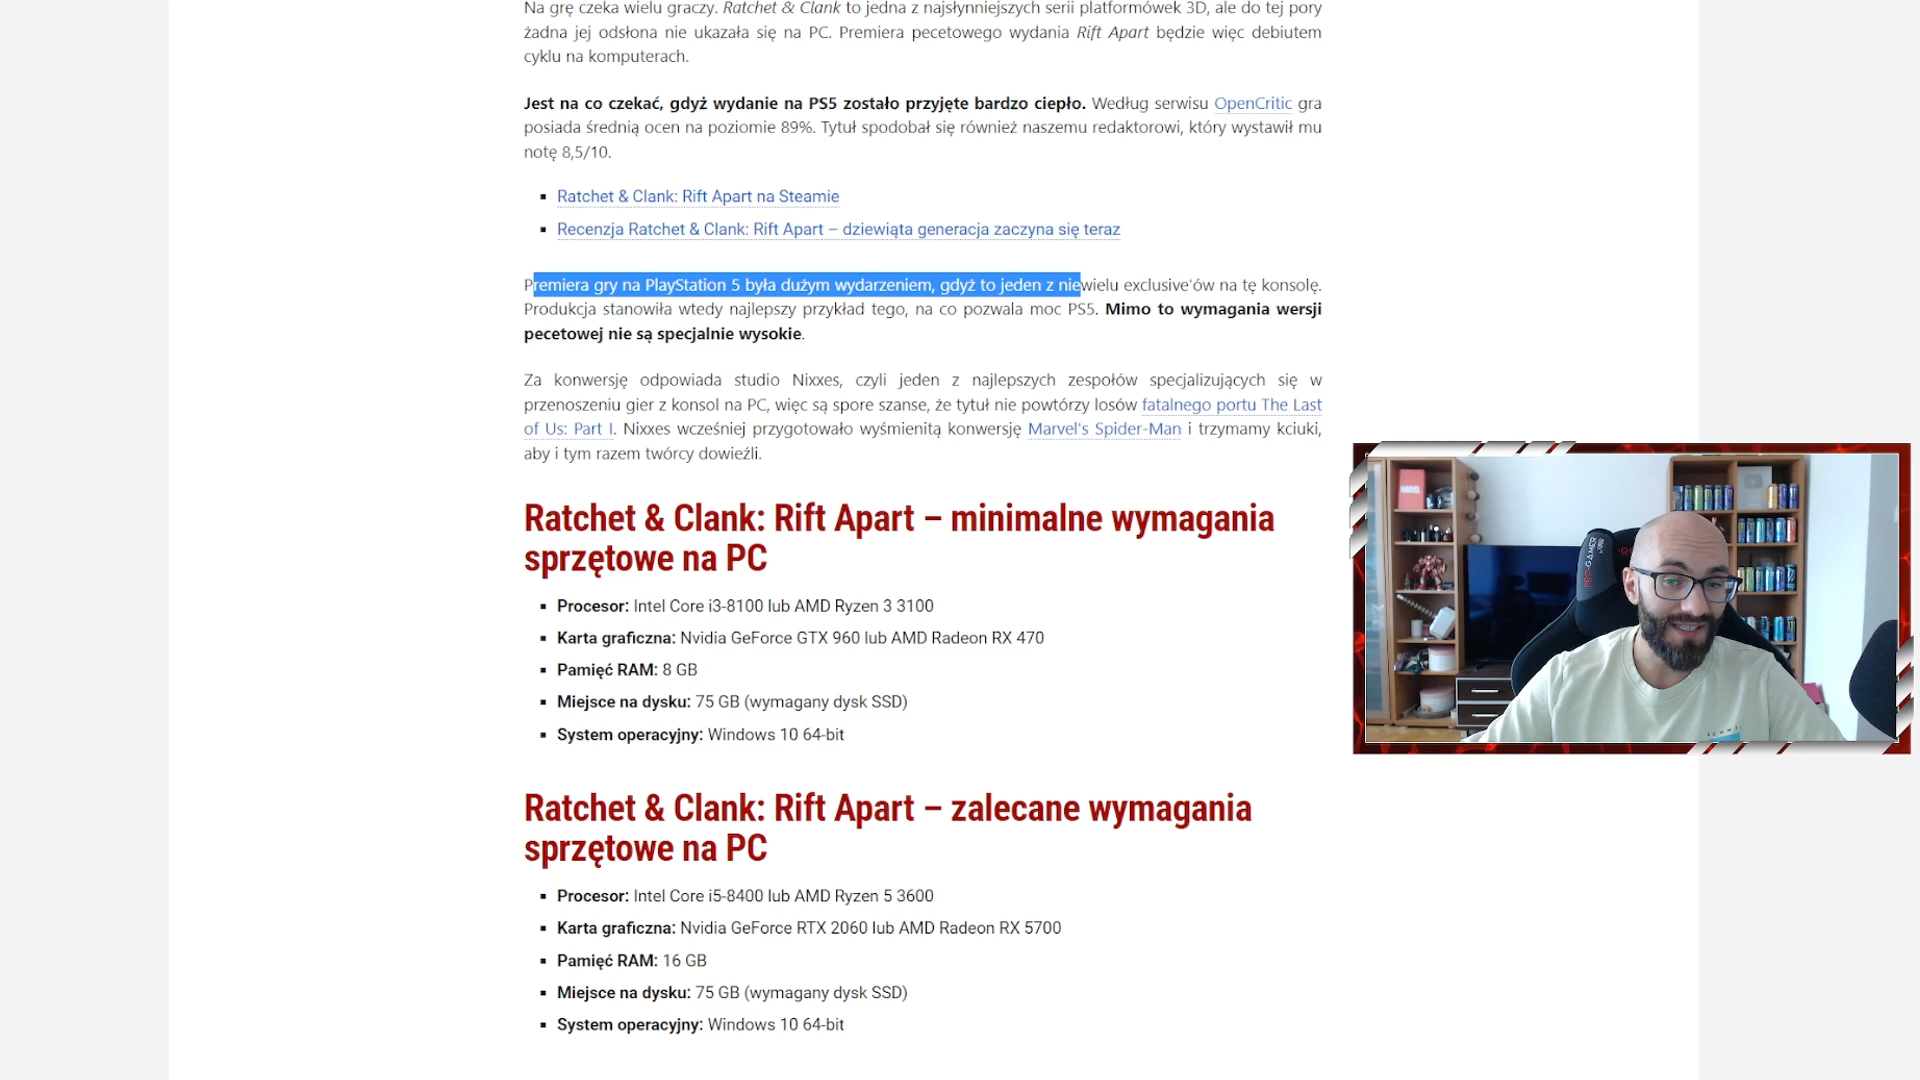 Na grę czeka wielu graczy. Ratchet & Clank to jedna z najsłynniejszych serii platformówek 3D, ale do tej pory
żadna jej odsłona nie ukazała się na PC. Premiera pecetowego wydania Rift Apart będzie więc debiutem
cyklu na komputerach.
Jest na co czekać, gdyż wydanie na PS5 zostało przyjęte bardzo ciepło. Według serwisu OpenCritic gra
posiada średnią ocen na poziomie 89%. Tytuł spodobał się również naszemu redaktorowi, który wystawił mu
notę 8,5/10.
▪ Ratchet & Clank: Rift Apart na Steamie
▪ Recenzja Ratchet & Clank: Rift Apart – dziewiąta generacja zaczyna się teraz
Premiera gry na PlayStation 5 była dużym wydarzeniem, gdyż to jeden z niewielu exclusive'ów na tę konsolę.
Produkcja stanowiła wtedy najlepszy przykład tego, na co pozwala moc PS5. Mimo to wymagania wersji
pecetowej nie są specjalnie wysokie.
Za konwersję odpowiada studio Nixxes, czyli jeden z najlepszych zespołów specjalizujących się w
przenoszeniu gier z konsol na PC, więc są spore szanse, że tytuł nie powtórzy losów fatalnego portu The Last
of Us: Part I. Nixxes wcześniej przygotowało wyśmienitą konwersję Marvel's Spider-Man i trzymamy kciuki,
aby i tym razem twórcy dowieźli.
Ratchet & Clank: Rift Apart – minimalne wymagania
sprzętowe na PC
▪ Procesor: Intel Core i3-8100 lub AMD Ryzen 3 3100
▪ Karta graficzna: Nvidia GeForce GTX 960 lub AMD Radeon RX 470
▪ Pamięć RAM: 8 GB
▪ Miejsce na dysku: 75 GB (wymagany dysk SSD)
▪ System operacyjny: Windows 10 64-bit
Ratchet & Clank: Rift Apart – zalecane wymagania
sprzętowe na PC
▪ Procesor: Intel Core i5-8400 lub AMD Ryzen 5 3600
▪ Karta graficzna: Nvidia GeForce RTX 2060 lub AMD Radeon RX 5700
▪ Pamięć RAM: 16 GB
▪ Miejsce na dysku: 75 GB (wymagany dysk SSD)
▪ System operacyjny: Windows 10 64-bit
PRO-GAMER